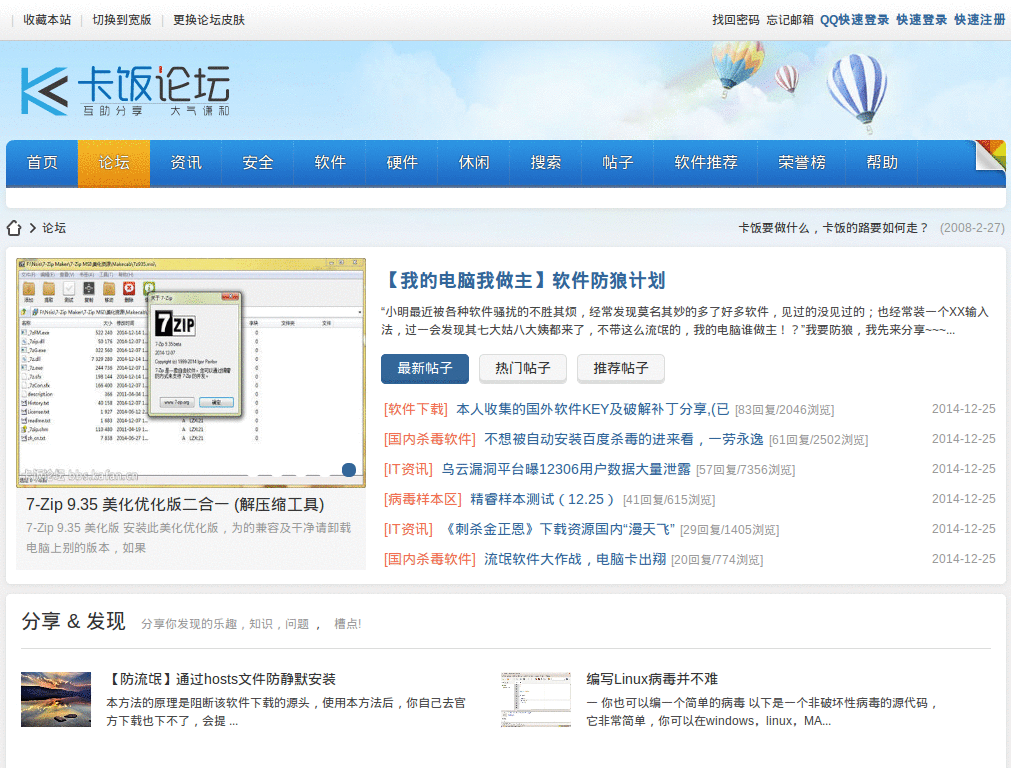 收藏本站 | 切换到宽版 | 更换论坛皮肤
找回密码 忘记邮箱 QQ快速登录 快速登录 快速注册
卡饭论坛
互助分享 大气谦和
首页 论坛 资讯 安全 软件 硬件 休闲 搜索 帖子 软件推荐 荣誉榜 帮助
论坛
卡饭要做什么，卡饭的路要如何走？ (2008-2-27)
关于 7-Zip
7ZIP
7-Zip 9.35 beta
2014-12-07
www.7-zip.org 确定
卡饭论坛 bbs.kafan.cn
7-Zip 9.35 美化优化版二合一 (解压缩工具)
7-Zip 9.35 美化版 安装此美化优化版，为的兼容及干净请卸载
电脑上别的版本，如果
【我的电脑我做主】软件防狼计划
“小明最近被各种软件骚扰的不胜其烦，经常发现莫名其妙的多了好多软件，见过的没见过的；也经常装一个XX输入
法，过一会发现其七大姑八大姨都来了，不带这么流氓的，我的电脑谁做主！？”我要防狼，我先来分享~~~...
最新帖子 热门帖子 推荐帖子
[软件下载] 本人收集的国外软件KEY及破解补丁分享,(已 [83回复/2046浏览] 2014-12-25
[国内杀毒软件] 不想被自动安装百度杀毒的进来看，一劳永逸 [61回复/2502浏览] 2014-12-25
[IT资讯] 乌云漏洞平台曝12306用户数据大量泄露 [57回复/7356浏览] 2014-12-25
[病毒样本区] 精睿样本测试（12.25） [41回复/615浏览] 2014-12-25
[IT资讯] 《刺杀金正恩》下载资源国内“漫天飞” [29回复/1405浏览] 2014-12-25
[国内杀毒软件] 流氓软件大作战，电脑卡出翔 [20回复/774浏览] 2014-12-25
分享 & 发现 分享你发现的乐趣，知识，问题 ， 槽点!
【防流氓】通过hosts文件防静默安装
本方法的原理是阻断该软件下载的源头，使用本方法后，你自己去官
方下载也下不了，会提 ...
编写Linux病毒并不难
一 你也可以编一个简单的病毒 以下是一个非破坏性病毒的源代码，
它非常简单，你可以在windows，linux，MA...